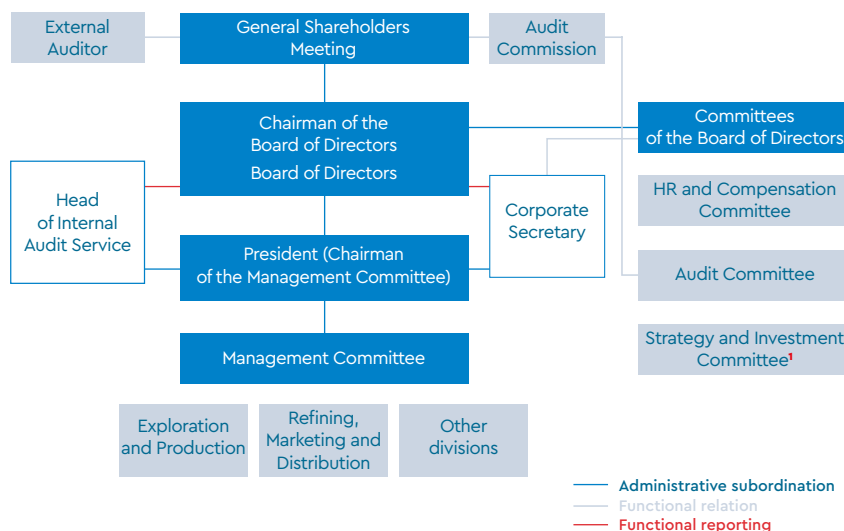 External
Auditor
General Shareholders
Meeting
Audit
Commission
Chairman of the
Board of Directors
Board of Directors
Committees
of the Board of Directors
Head
of Internal
Audit Service
Corporate
Secretary
HR and Compensation
Committee
President (Chairman
of the Management Committee)
Audit Committee
Management Committee
Strategy and Investment
Committee¹
Exploration
and Production
Refining,
Marketing and
Distribution
Other
divisions
Administrative subordination
Functional relation
Functional reporting